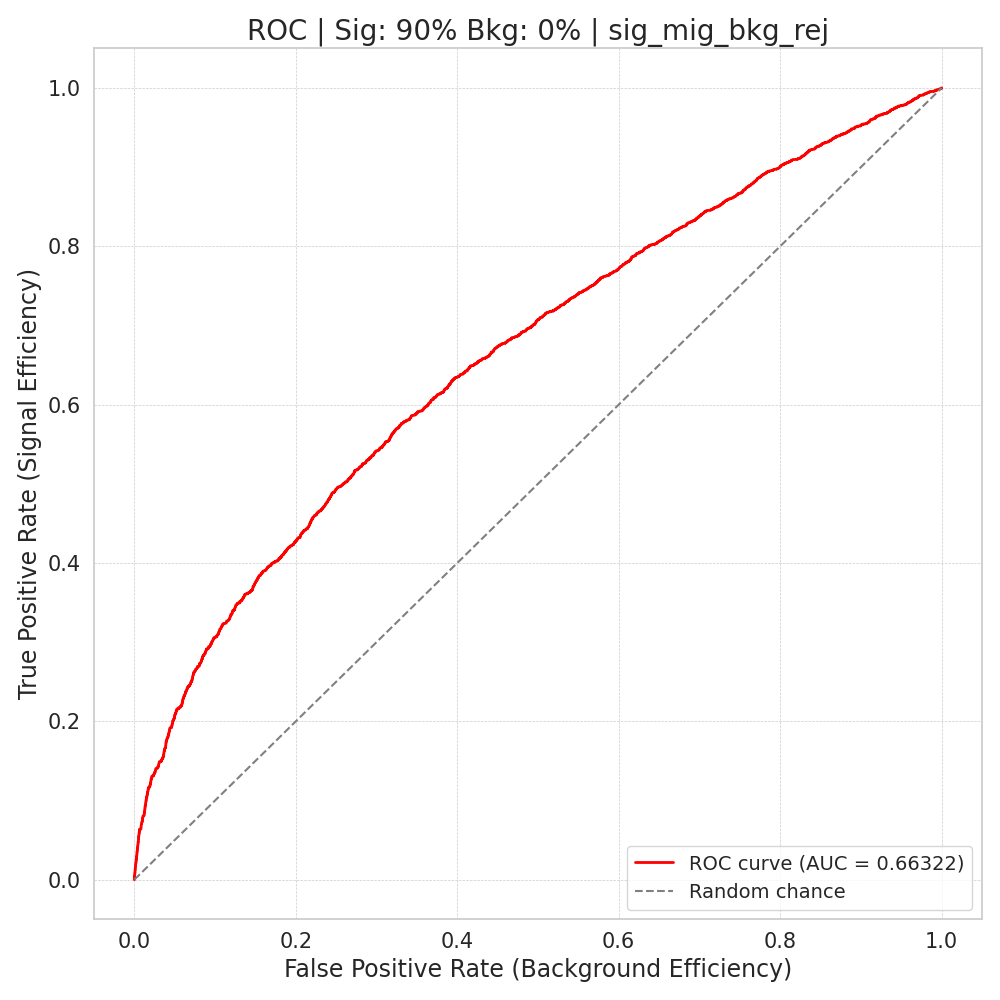 ROC | Sig: 90% Bkg: 0% | sig_mig_bkg_rej
True Positive Rate (Signal Efficiency)
1.0
0.8
0.6
0.4
0.2
0.0
ROC curve (AUC = 0.66322)
Random chance
0.0 0.2 0.4 0.6 0.8 1.0
False Positive Rate (Background Efficiency)